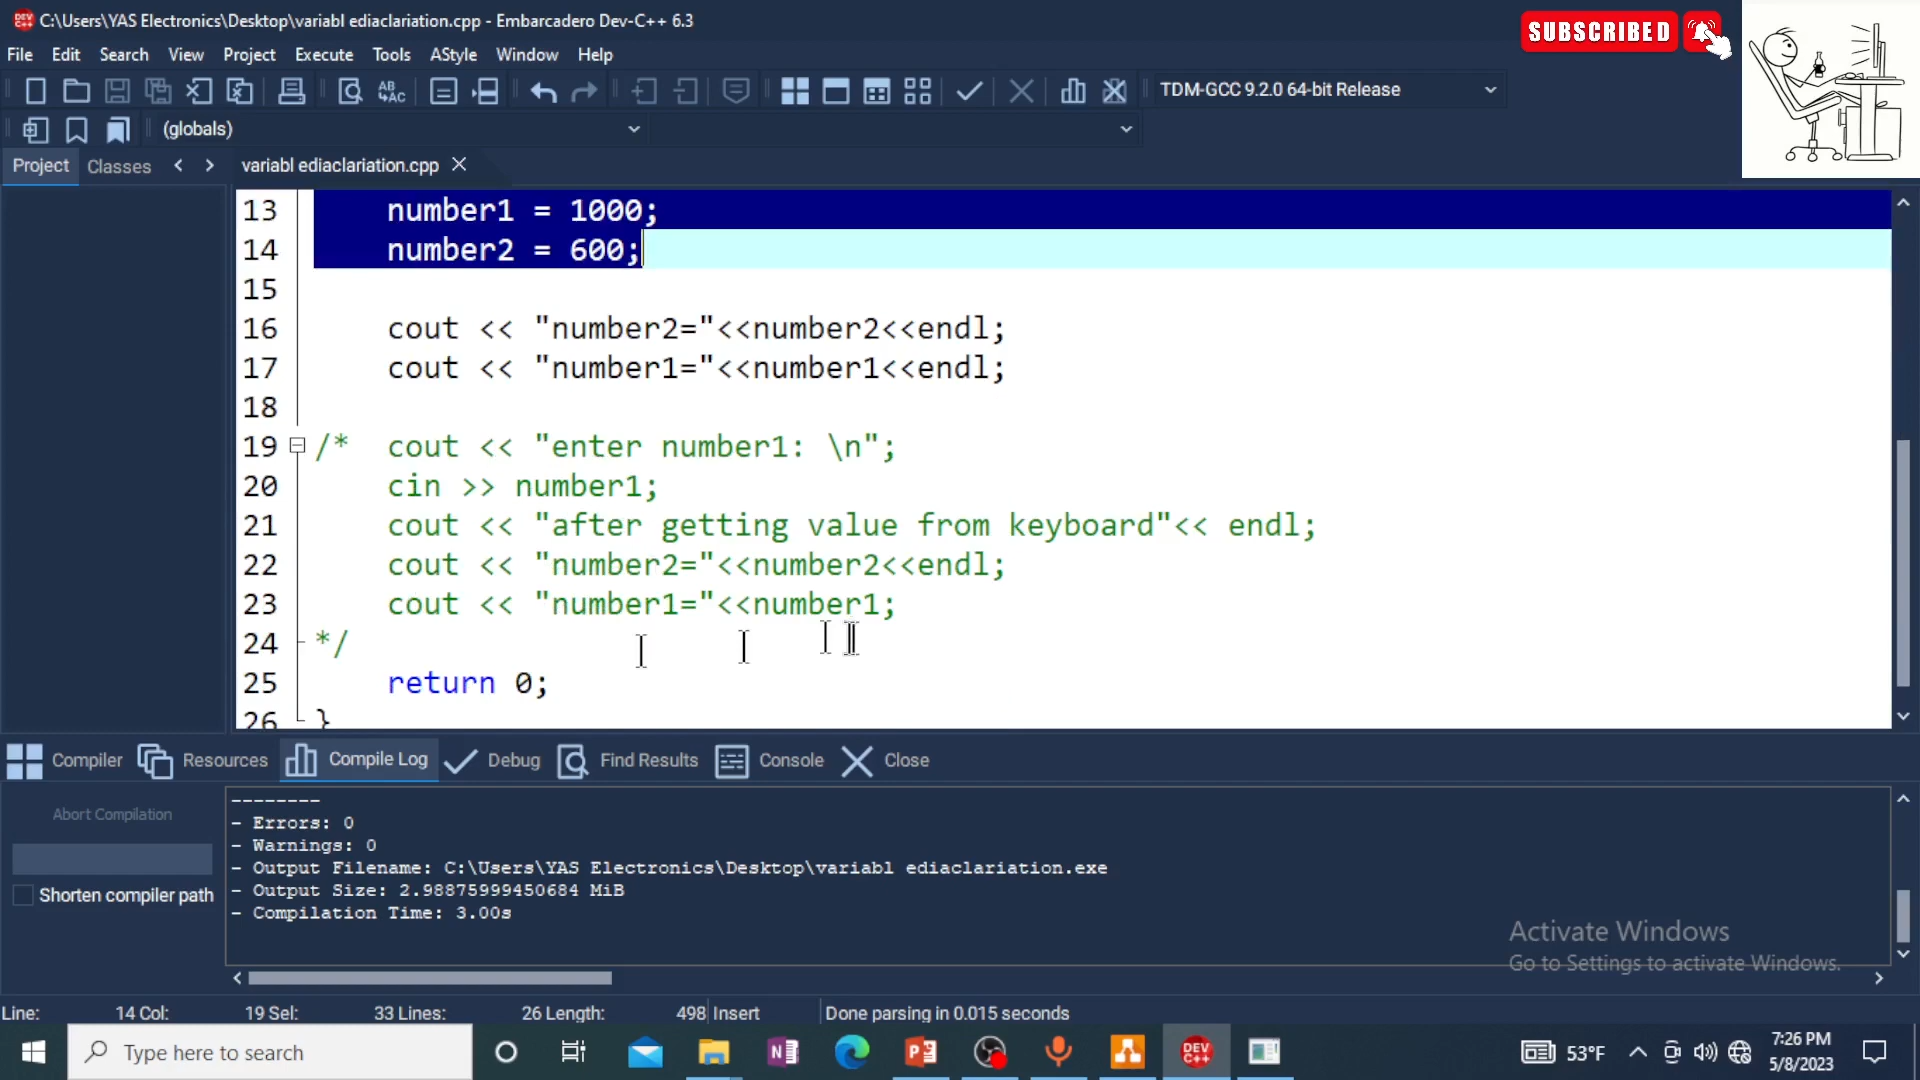 C:\Users\YAS Electronics\Desktop\variabl ediaclariation.cpp - Embarcadero Dev-C++ 6.3
SUBSCRIBED
File Edit Search View Project Execute Tools AStyle Window Help
TDM-GCC 9.2.0 64-bit Release
(globals)
Project Classes variabl ediaclariation.cpp
13 number1 = 1000;
14 number2 = 600;
15
16 cout << "number2="<<number2<<endl;
17 cout << "number1="<<number1<<endl;
18
19 /* cout << "enter number1: \n";
20 cin >> number1;
21 cout << "after getting value from keyboard"<< endl;
22 cout << "number2="<<number2<<endl;
23 cout << "number1="<<number1;
24 */
25 return 0;
26 }
Compiler Resources Compile Log Debug Find Results Console Close
Abort Compilation
Shorten compiler path
--------
- Errors: 0
- Warnings: 0
- Output Filename: C:\Users\YAS Electronics\Desktop\variabl ediaclariation.exe
- Output Size: 2.98875999450684 MiB
- Compilation Time: 3.00s
Activate Windows
Go to Settings to activate Windows.
Line: 14 Col: 19 Sel: 33 Lines: 26 Length: 498 Insert Done parsing in 0.015 seconds
Type here to search
53°F
7:26 PM
5/8/2023